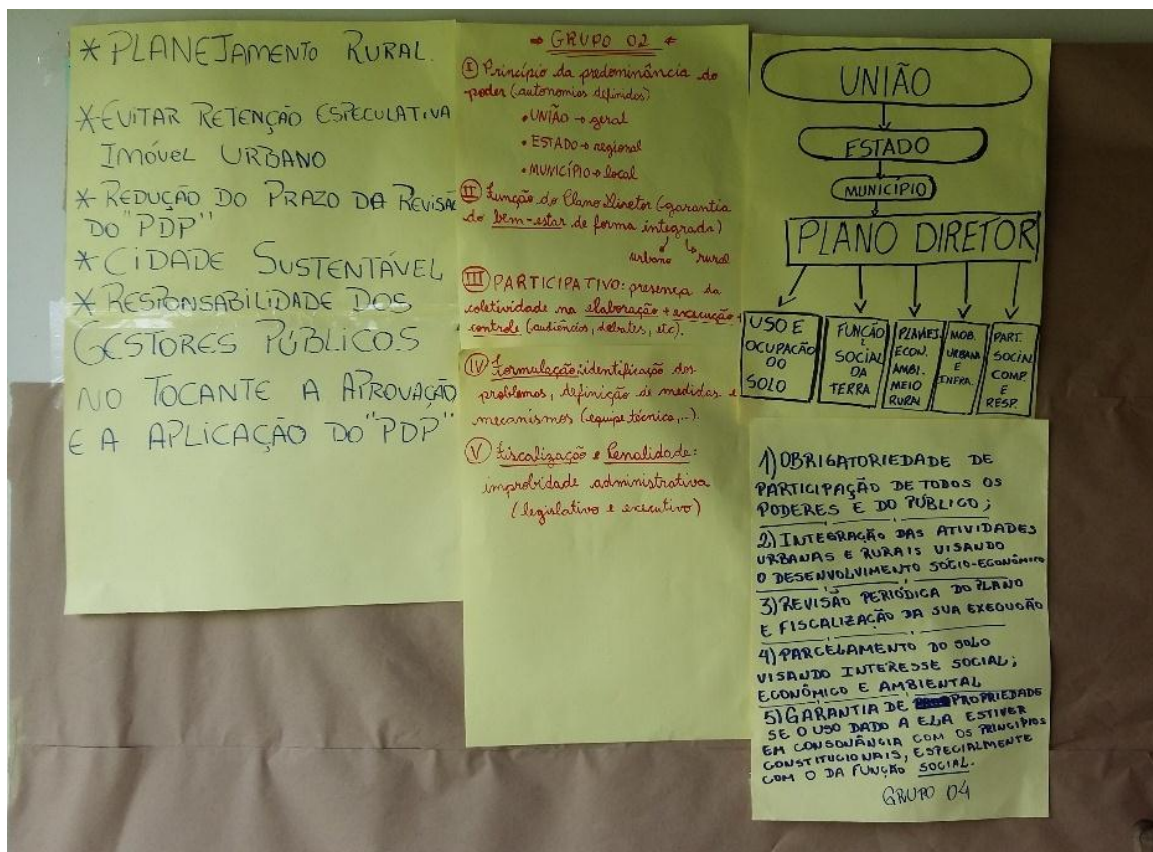 * PLANEJAMENTO RURAL.
* EVITAR RETENÇÃO ESPECULATIVA
IMÓVEL URBANO
* REDUÇÃO DO PRAZO DA REVISÃO
DO "PDP"
* CIDADE SUSTENTÁVEL
* RESPONSABILIDADE DOS
GESTORES PÚBLICOS
NO TOCANTE A APROVAÇÃO
E A APLICAÇÃO DO "PDP"
⇒ GRUPO 02 ⇐
I Princípio da predominância do
poder (autonomias definidas)
• UNIÃO → geral
• ESTADO → regional
• MUNICÍPIO → local
II Função do Plano Diretor (garantia
do bem-estar de forma integrada)
urbano rural
III PARTICIPATIVO: presença da
coletividade na elaboração + execução +
controle (audiências, debates, etc).
IV Formulação: identificação dos
problemas, definição de medidas e
mecanismos (equipe técnica,...).
V Fiscalização e Penalidade:
improbidade administrativa
(legislativo e executivo)
UNIÃO
ESTADO
MUNICÍPIO
PLANO DIRETOR
USO E
OCUPAÇÃO
DO
SOLO
FUNÇÃO
SOCIAL
DA
TERRA
PLANEJ.
ECON.
AMBI.
MEIO
RURAL
MOB.
URBANA
E
INFRA.
PART.
SOCIAL
COMP.
E
RESP.
1) OBRIGATORIEDADE DE
PARTICIPAÇÃO DE TODOS OS
PODERES E DO PÚBLICO;
2) INTEGRAÇÃO DAS ATIVIDADES
URBANAS E RURAIS VISANDO
O DESENVOLVIMENTO SÓCIO-ECONÔMICO
3) REVISÃO PERIÓDICA DO PLANO
E FISCALIZAÇÃO DA SUA EXECUÇÃO
4) PARCELAMENTO DO SOLO
VISANDO INTERESSE SOCIAL;
ECONÔMICO E AMBIENTAL
5) GARANTIA DE PROPRIEDADE
SE O USO DADO A ELA ESTIVER
EM CONSONÂNCIA COM OS PRINCÍPIOS
CONSTITUCIONAIS, ESPECIALMENTE
COM O DA FUNÇÃO SOCIAL.
GRUPO 04